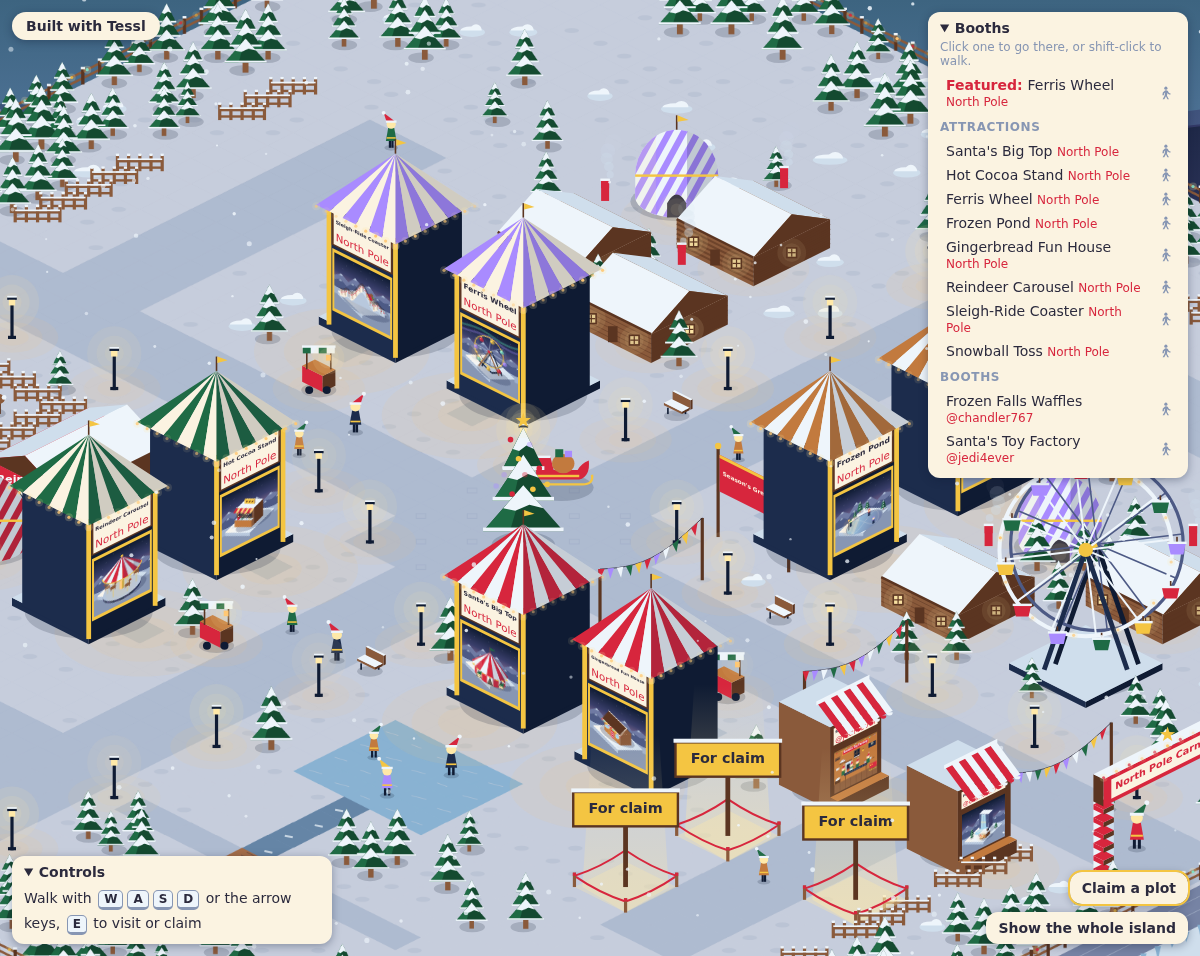 Built with Tessl
▼ Booths
Click one to go there, or shift-click to
walk.
Featured: Ferris Wheel
North Pole
ATTRACTIONS
Santa's Big Top North Pole
Hot Cocoa Stand North Pole
Ferris Wheel North Pole
Frozen Pond North Pole
Gingerbread Fun House
North Pole
Reindeer Carousel North Pole
Sleigh-Ride Coaster North
Pole
Snowball Toss North Pole
BOOTHS
Frozen Falls Waffles
@chandler767
Santa's Toy Factory
@jedi4ever
Sleigh-Ride Coaster
North Pole
Ferris Wheel
North Pole
Hot Cocoa Stand
North Pole
Frozen Pond
North Pole
Reindeer Carousel
North Pole
Season's Gre
Santa's Big Top
North Pole
Gingerbread Fun House
North Pole
North Pole Carn
For claim
For claim
For claim
▼ Controls
Walk with W A S D or the arrow
keys, E to visit or claim
Claim a plot
Show the whole island